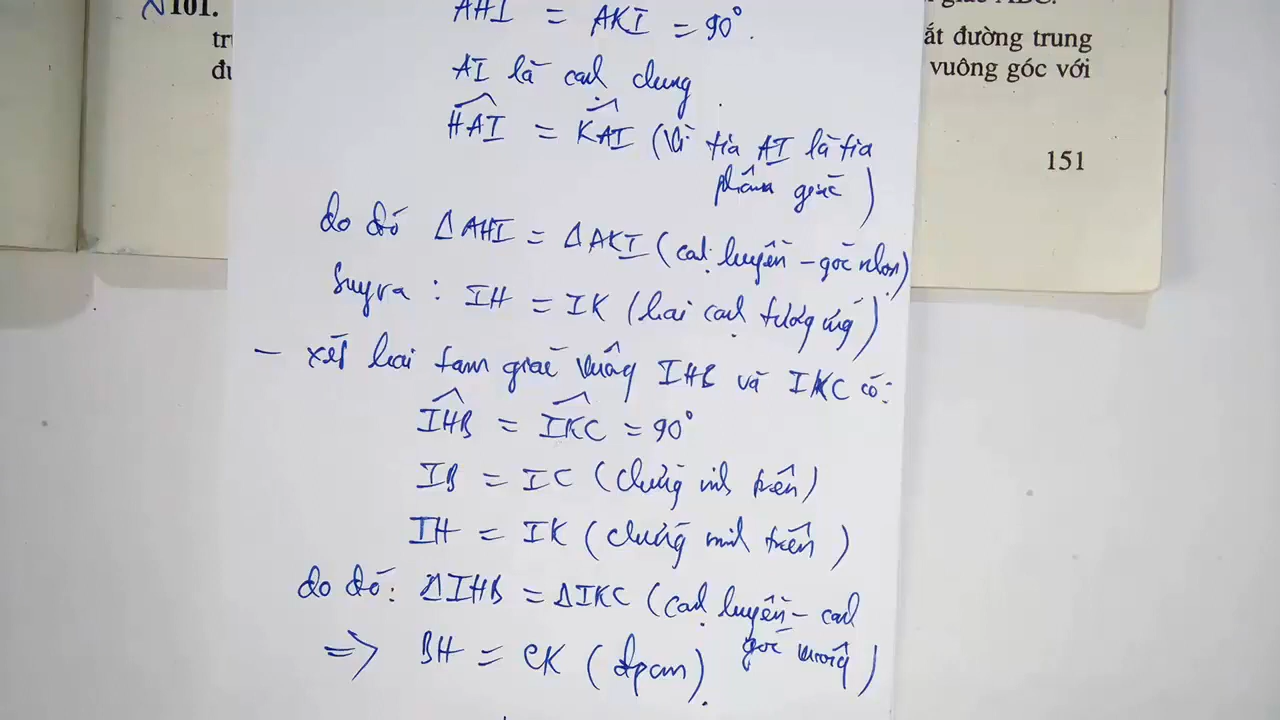 101.
AHI = AKI = 90°.
ắt đường trung
vuông góc với
AI là cạnh chung
HAI = KAI (Vì tia AI là tia
phân giác)
151
do đó ΔAHI = ΔAKI (cạnh huyền - góc nhọn)
Suy ra : IH = IK (hai cạnh tương ứng)
- xét hai tam giác vuông IHB và IKC có:
IHB = IKC = 90°
IB = IC (chứng minh trên)
IH = IK (chứng minh trên)
do đó: ΔIHB = ΔIKC (cạnh huyền - cạnh
góc vuông)
=> BH = CK (đpcm).